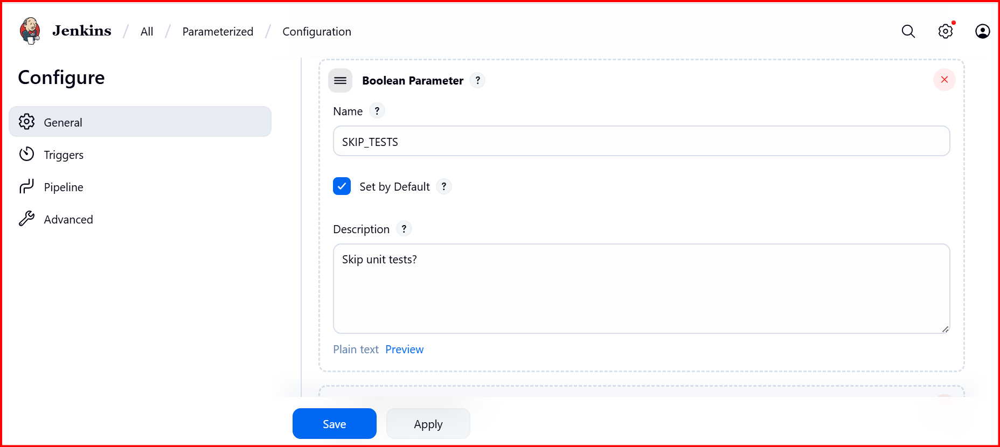 Jenkins / All / Parameterized / Configuration
Configure
General
Triggers
Pipeline
Advanced
Boolean Parameter ?
Name ?
SKIP_TESTS
Set by Default ?
Description ?
Skip unit tests?
Plain text Preview
Save Apply